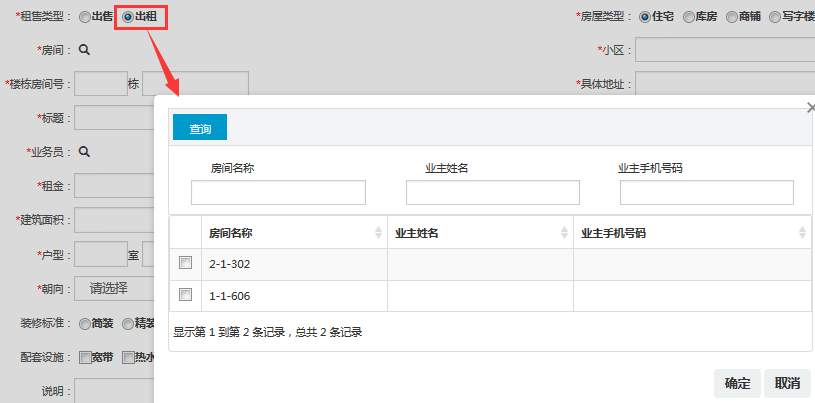 *租售类型： 出售 出租 *房屋类型： 住宅 库房 商铺 写字楼
*房间： *小区：
*楼栋房间号： 栋 *具体地址：
*标题：
查询
*业务员：
房间名称 业主姓名 业主手机号码
*租金：
*建筑面积：
房间名称 业主姓名 业主手机号码
*户型： 室
2-1-302
*朝向： 请选择
1-1-606
装修标准： 简装 精装
显示第 1 到第 2 条记录，总共 2 条记录
配套设施： 宽带 热水
说明：
确定 取消